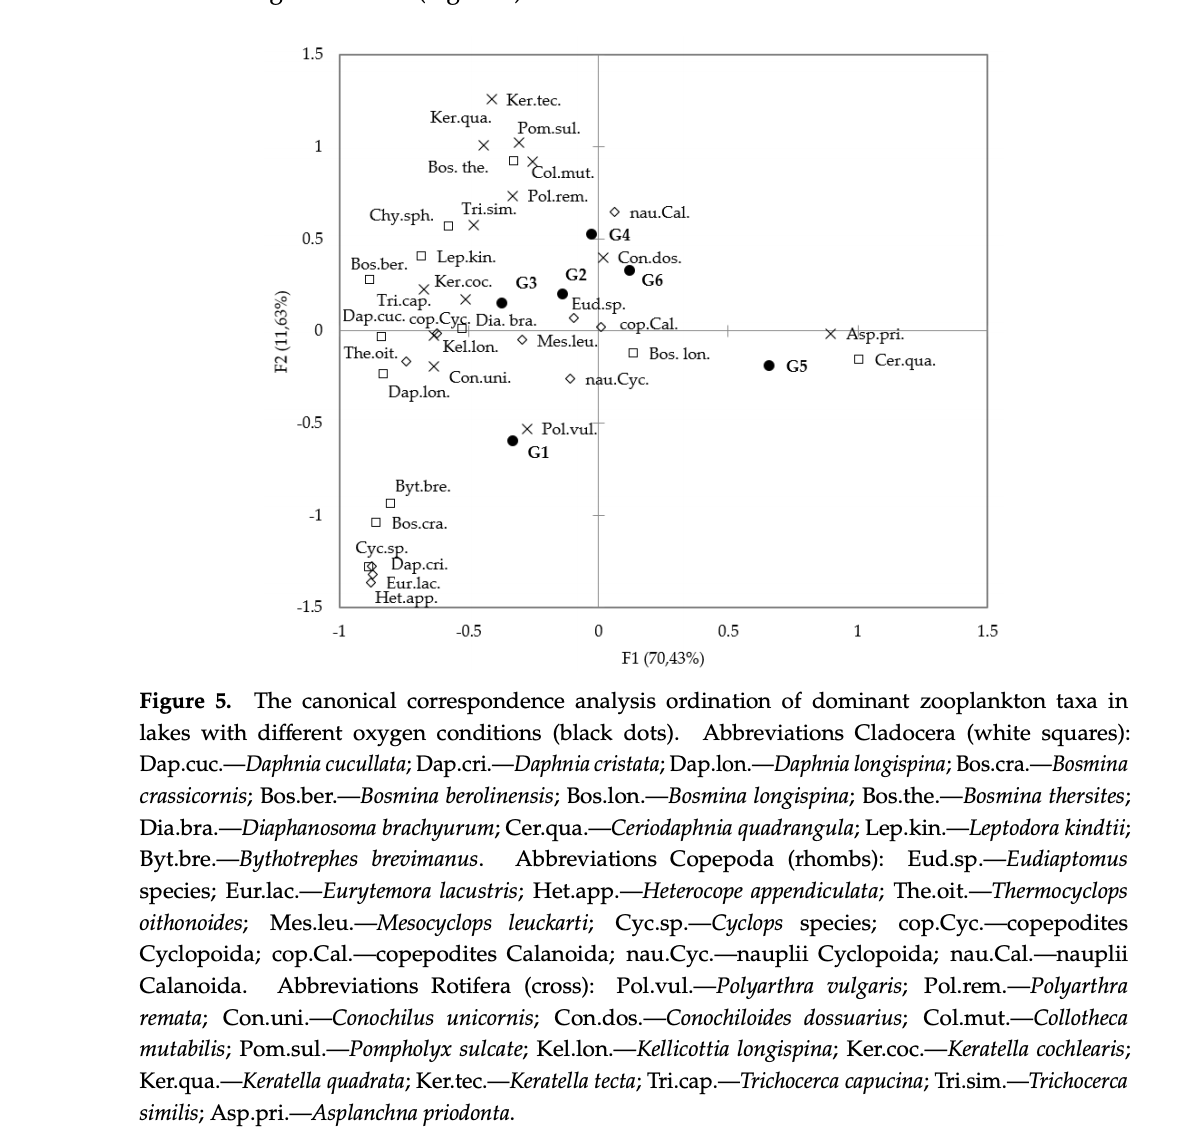 1.5
Ker.tec.
Ker.qua.
Pom.sul.
1
Bos. the.
Col.mut.
Pol.rem.
Tri.sim.
Chy.sph.
nau.Cal.
0.5
G4
Lep.kin.
Con.dos.
Bos.ber.
G2
G6
Ker.coc.
G3
Tri.cap.
Eud.sp.
Dap.cuc.
cop.Cyc.
Dia. bra.
cop.Cal.
F2 (11,63%)
0
Asp.pri.
Kel.lon.
Mes.leu.
The.oit.
Bos. lon.
Cer.qua.
G5
Con.uni.
nau.Cyc.
Dap.lon.
-0.5
Pol.vul.
G1
Byt.bre.
-1
Bos.cra.
Cyc.sp.
Dap.cri.
Eur.lac.
Het.app.
-1.5
-1 -0.5 0 0.5 1 1.5
F1 (70,43%)
Figure 5. The canonical correspondence analysis ordination of dominant zooplankton taxa in
lakes with different oxygen conditions (black dots). Abbreviations Cladocera (white squares):
Dap.cuc.—Daphnia cucullata; Dap.cri.—Daphnia cristata; Dap.lon.—Daphnia longispina; Bos.cra.—Bosmina
crassicornis; Bos.ber.—Bosmina berolinensis; Bos.lon.—Bosmina longispina; Bos.the.—Bosmina thersites;
Dia.bra.—Diaphanosoma brachyurum; Cer.qua.—Ceriodaphnia quadrangula; Lep.kin.—Leptodora kindtii;
Byt.bre.—Bythotrephes brevimanus. Abbreviations Copepoda (rhombs): Eud.sp.—Eudiaptomus
species; Eur.lac.—Eurytemora lacustris; Het.app.—Heterocope appendiculata; The.oit.—Thermocyclops
oithonoides; Mes.leu.—Mesocyclops leuckarti; Cyc.sp.—Cyclops species; cop.Cyc.—copepodites
Cyclopoida; cop.Cal.—copepodites Calanoida; nau.Cyc.—nauplii Cyclopoida; nau.Cal.—nauplii
Calanoida. Abbreviations Rotifera (cross): Pol.vul.—Polyarthra vulgaris; Pol.rem.—Polyarthra
remata; Con.uni.—Conochilus unicornis; Con.dos.—Conochiloides dossuarius; Col.mut.—Collotheca
mutabilis; Pom.sul.—Pompholyx sulcate; Kel.lon.—Kellicottia longispina; Ker.coc.—Keratella cochlearis;
Ker.qua.—Keratella quadrata; Ker.tec.—Keratella tecta; Tri.cap.—Trichocerca capucina; Tri.sim.—Trichocerca
similis; Asp.pri.—Asplanchna priodonta.